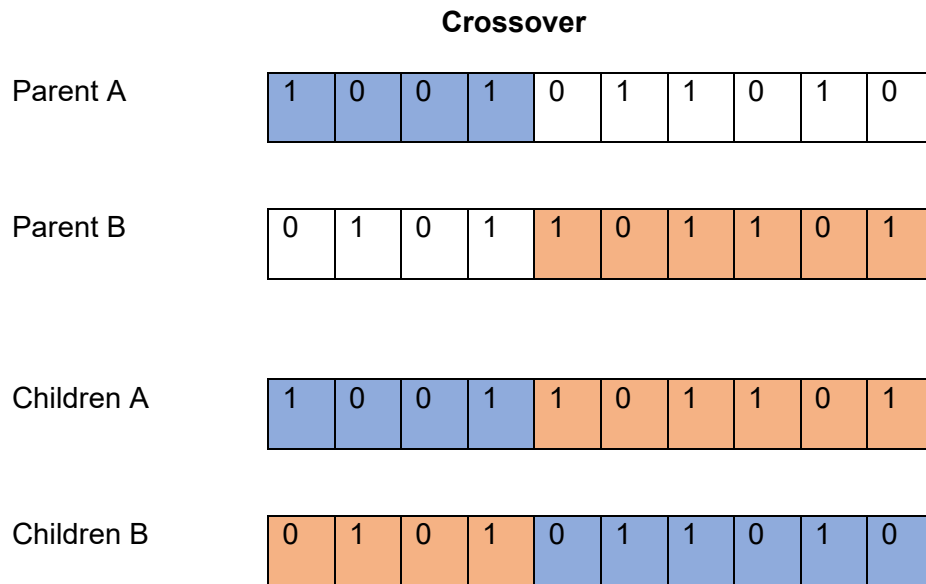 Crossover
Parent A 1 0 0 1 0 1 1 0 1 0
Parent B 0 1 0 1 1 0 1 1 0 1
Children A 1 0 0 1 1 0 1 1 0 1
Children B 0 1 0 1 0 1 1 0 1 0